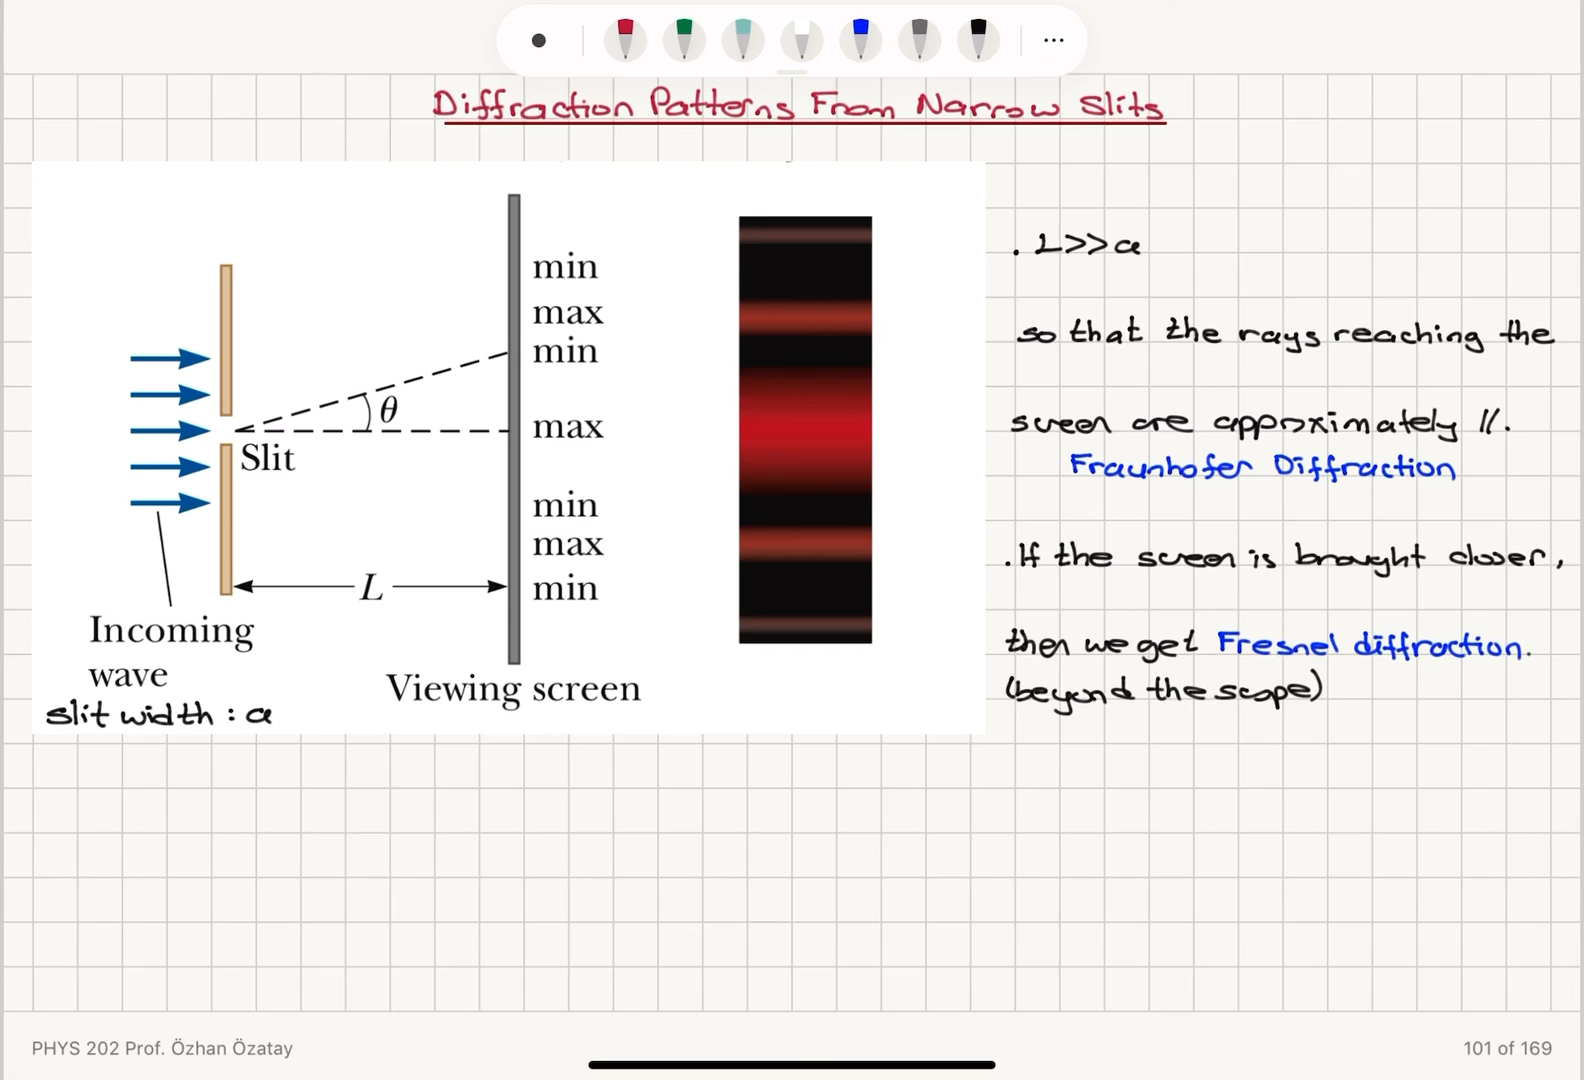 Diffraction Patterns From Narrow Slits
min
max
min
θ
max
Slit
min
max
L
min
Incoming
wave
Viewing screen
slit width : a
. L>>a
so that the rays reaching the
screen are approximately //.
Fraunhofer Diffraction
. If the screen is brought closer,
then we get Fresnel diffraction.
(beyond the scope)
PHYS 202 Prof. Özhan Özatay
101 of 169